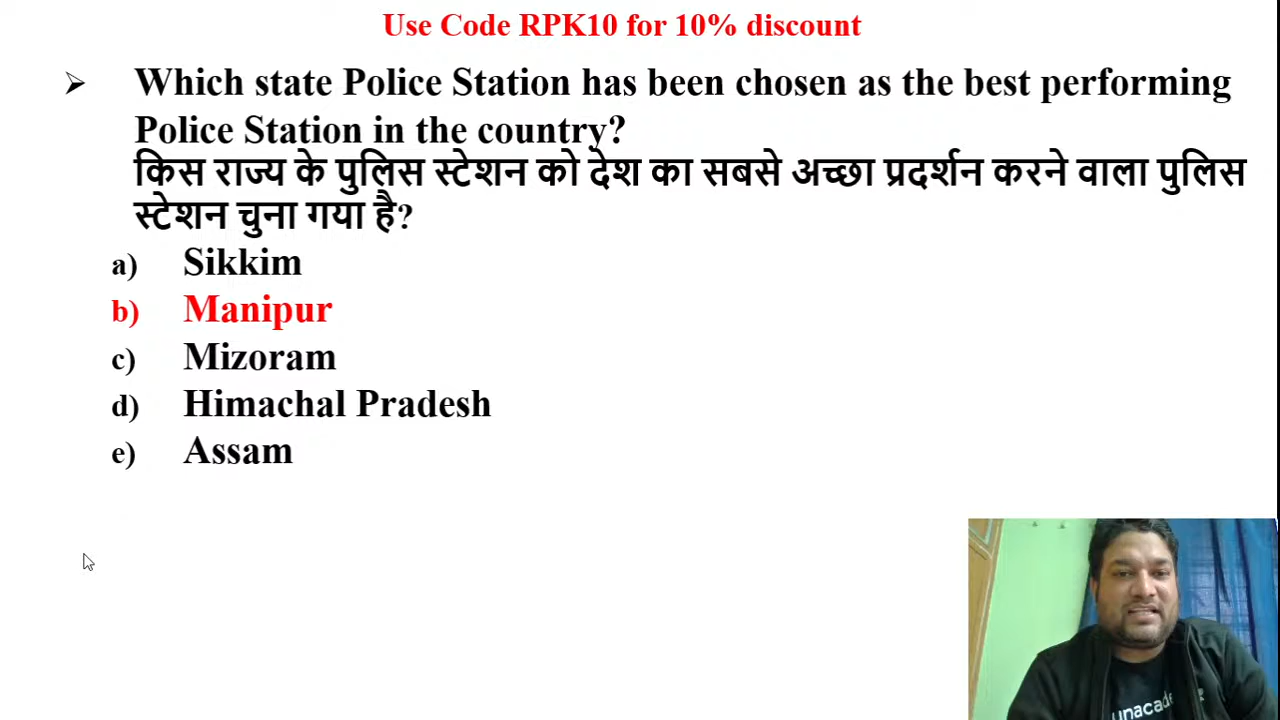 Use Code RPK10 for 10% discount
➢ Which state Police Station has been chosen as the best performing
Police Station in the country?
किस राज्य के पुलिस स्टेशन को देश का सबसे अच्छा प्रदर्शन करने वाला पुलिस
स्टेशन चुना गया है?
a) Sikkim
b) Manipur
c) Mizoram
d) Himachal Pradesh
e) Assam